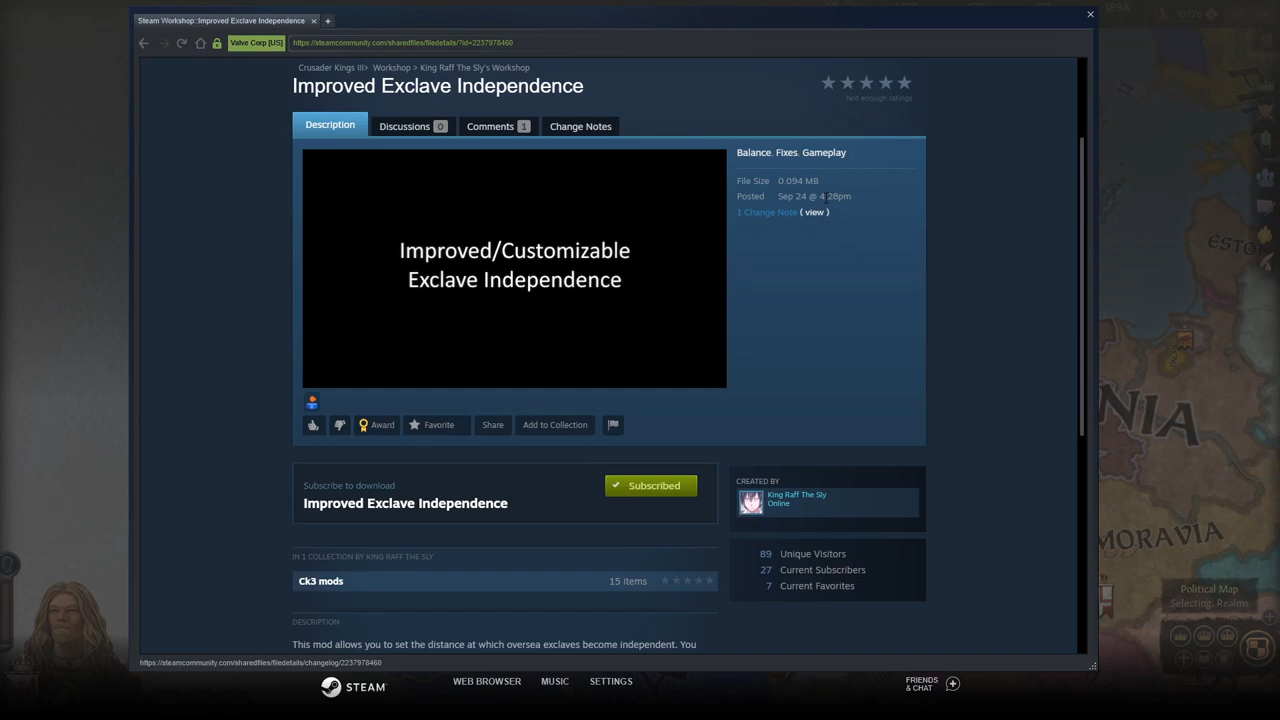 Steam Workshop::Improved Exclave Independence
Valve Corp [US]
https://steamcommunity.com/sharedfiles/filedetails/?id=2237978460
1898
10226
Crusader Kings III> Workshop > King Raff The Sly's Workshop
Improved Exclave Independence
Not enough ratings
Description
Discussions 0
Comments 1
Change Notes
Improved/Customizable
Exclave Independence
Balance, Fixes, Gameplay
File Size 0.094 MB
Posted Sep 24 @ 4:28pm
1 Change Note ( view )
Award
Favorite
Share
Add to Collection
Subscribe to download
Improved Exclave Independence
Subscribed
CREATED BY
King Raff The Sly
Online
89 Unique Visitors
27 Current Subscribers
7 Current Favorites
IN 1 COLLECTION BY KING RAFF THE SLY
Ck3 mods 15 items
DESCRIPTION
This mod allows you to set the distance at which oversea exclaves become independent. You
https://steamcommunity.com/sharedfiles/filedetails/changelog/2237978460
STEAM
WEB BROWSER
MUSIC
SETTINGS
FRIENDS
& CHAT
MORAVIA
Political Map
Selecting: Realms